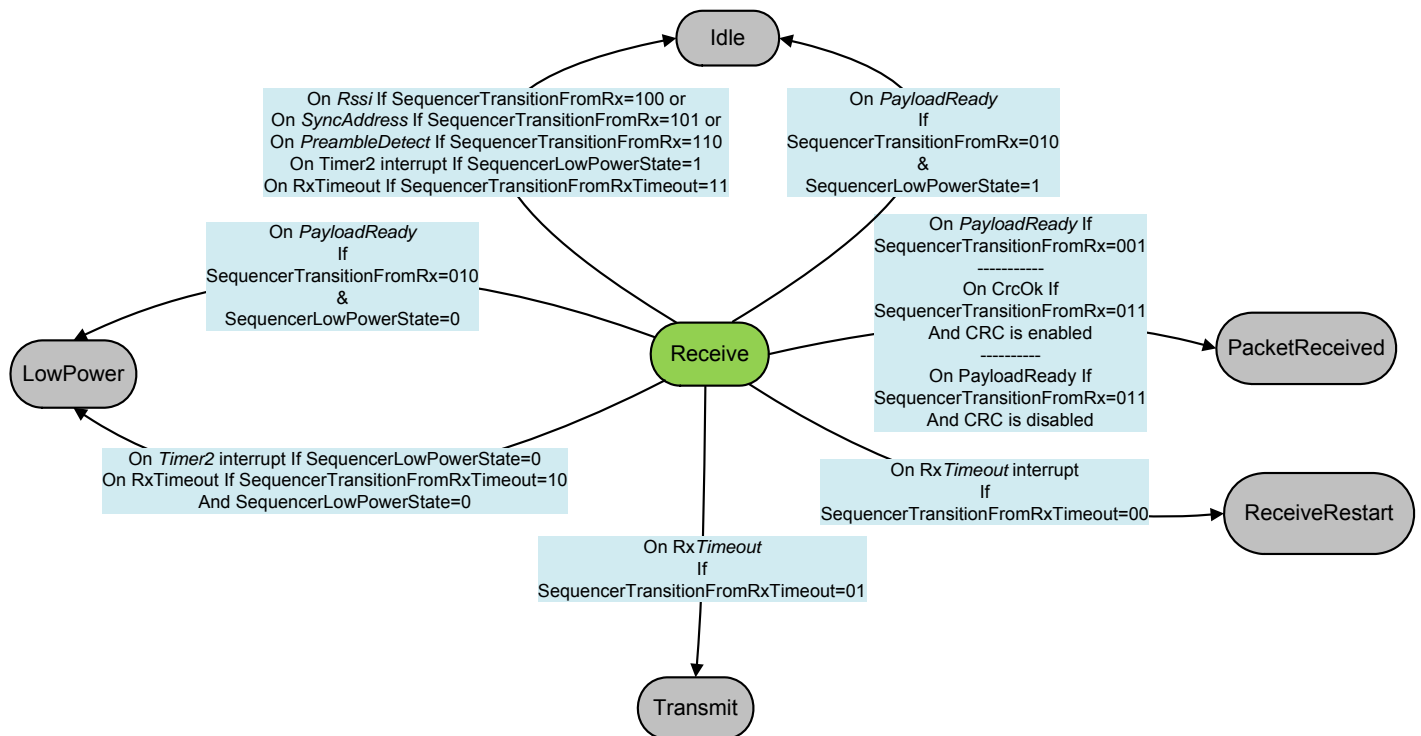 Idle
On Rssi If SequencerTransitionFromRx=100 or
On SyncAddress If SequencerTransitionFromRx=101 or
On PreambleDetect If SequencerTransitionFromRx=110
On Timer2 interrupt If SequencerLowPowerState=1
On RxTimeout If SequencerTransitionFromRxTimeout=11
On PayloadReady
If
SequencerTransitionFromRx=010
&
SequencerLowPowerState=1
On PayloadReady
If
SequencerTransitionFromRx=010
&
SequencerLowPowerState=0
On PayloadReady If
SequencerTransitionFromRx=001
-----------
On CrcOk If
SequencerTransitionFromRx=011
And CRC is enabled
----------
On PayloadReady If
SequencerTransitionFromRx=011
And CRC is disabled
Receive
PacketReceived
LowPower
On Timer2 interrupt If SequencerLowPowerState=0
On RxTimeout If SequencerTransitionFromRxTimeout=10
And SequencerLowPowerState=0
On RxTimeout interrupt
If
SequencerTransitionFromRxTimeout=00
ReceiveRestart
On RxTimeout
If
SequencerTransitionFromRxTimeout=01
Transmit